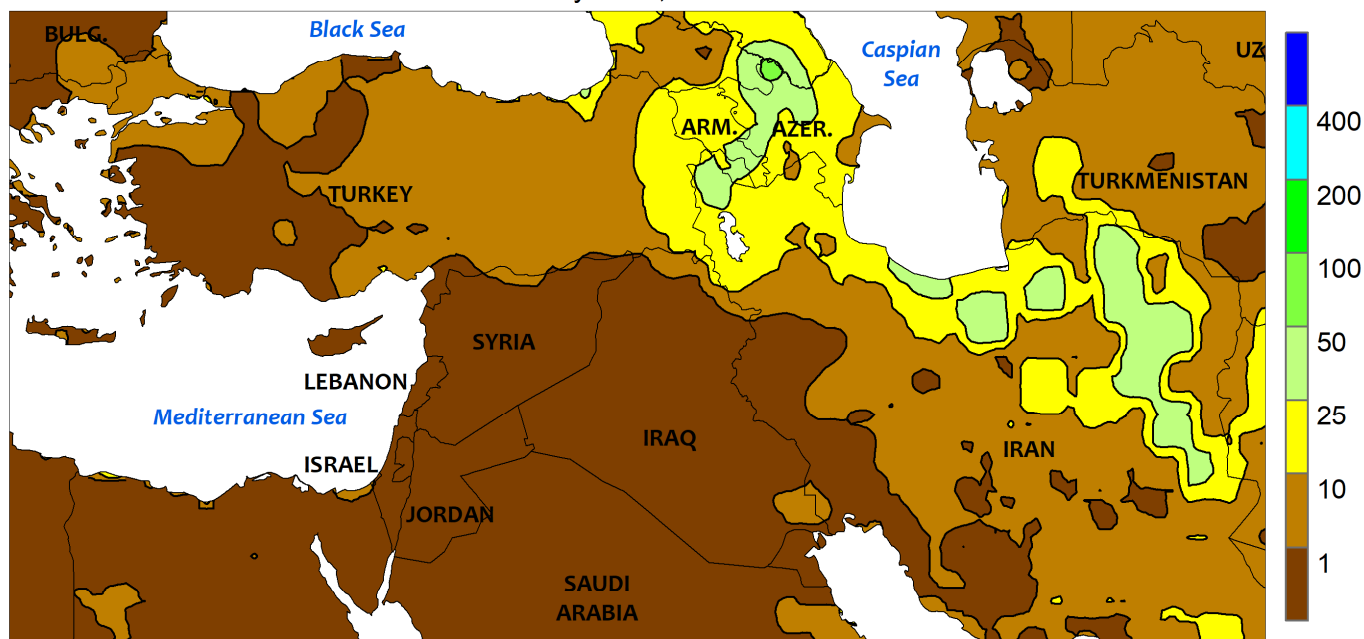 BULG.
Black Sea
Caspian
Sea
UZ
ARM.
AZER.
TURKEY
TURKMENISTAN
SYRIA
LEBANON
Mediterranean Sea
ISRAEL
IRAQ
IRAN
JORDAN
SAUDI
ARABIA
400
200
100
50
25
10
1